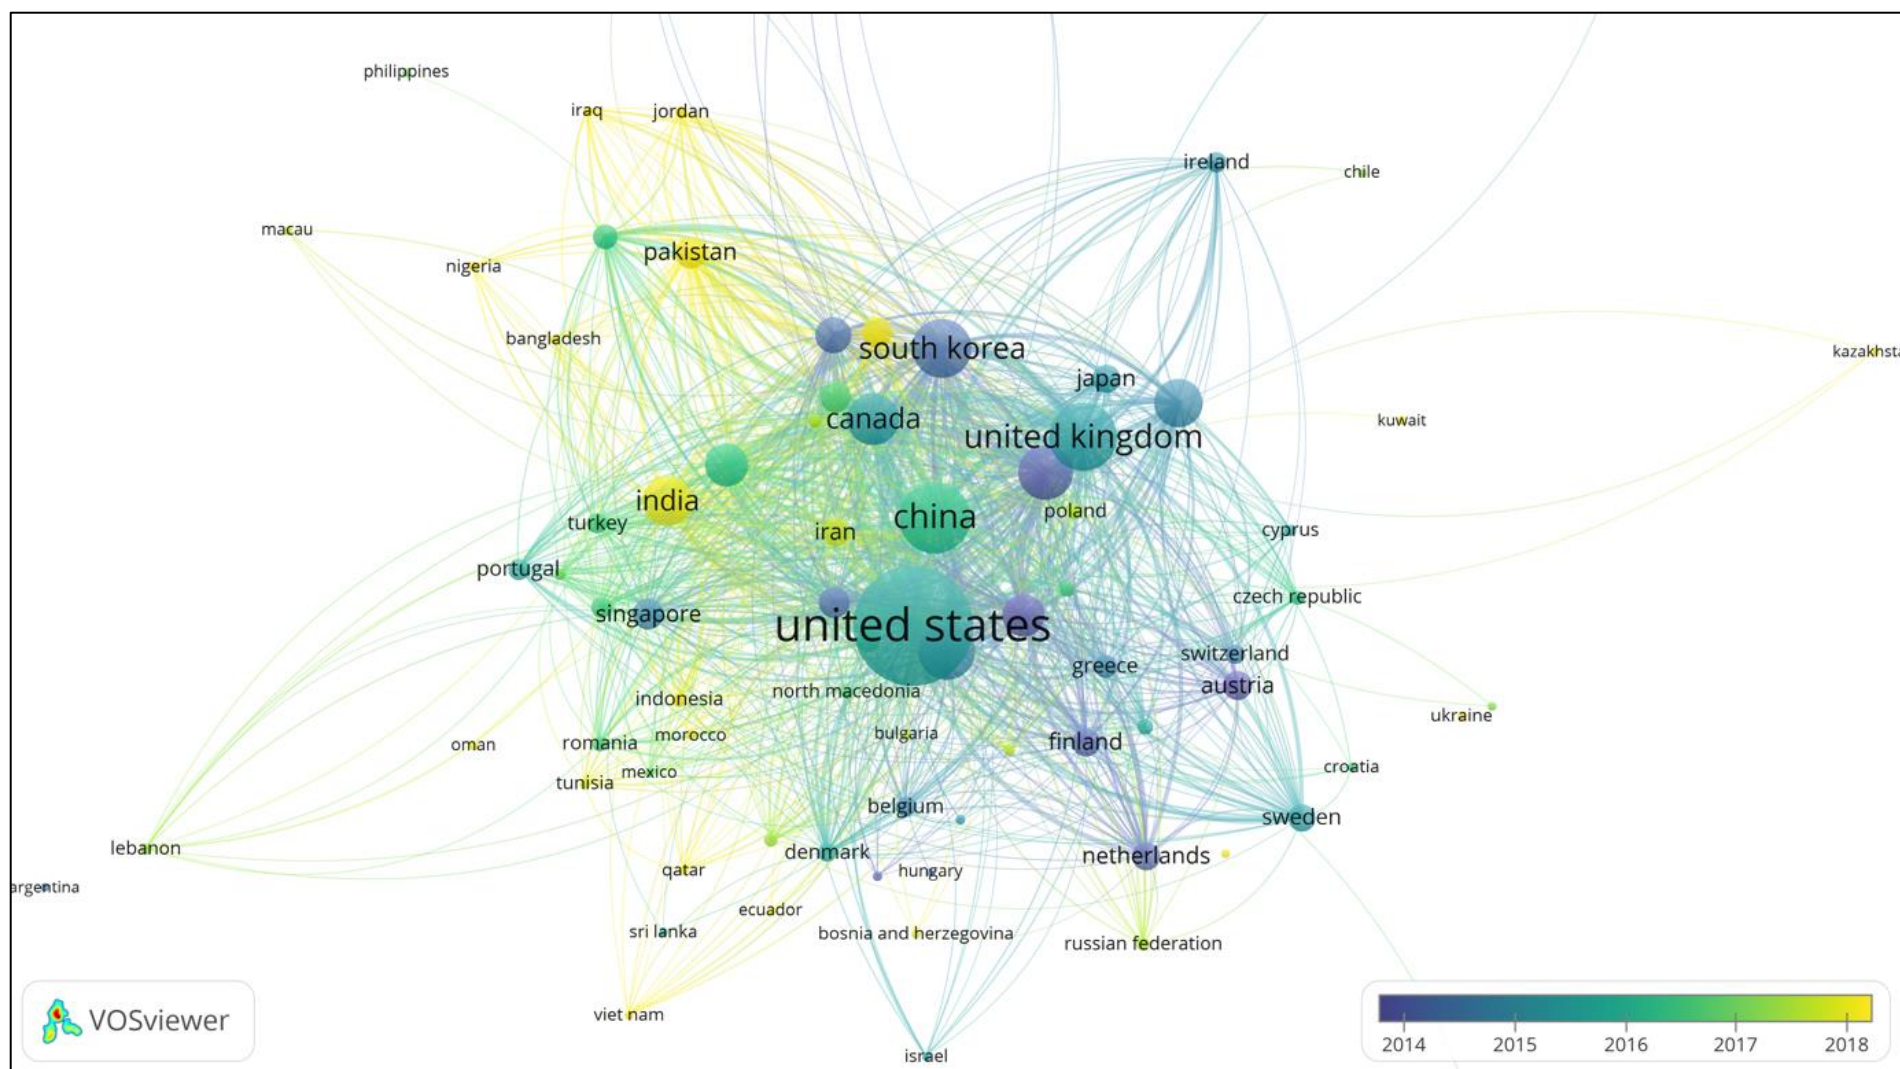 philippines
iraq
jordan
ireland
chile
macau
pakistan
nigeria
bangladesh
south korea
kazakhsta
japan
canada
kuwait
united kingdom
india
china
poland
turkey
iran
cyprus
portugal
czech republic
singapore
united states
switzerland
greece
austria
north macedonia
indonesia
ukraine
morocco
bulgaria
finland
oman
romania
croatia
mexico
tunisia
belgium
sweden
lebanon
denmark
netherlands
qatar
hungary
argentina
ecuador
sri lanka
bosnia and herzegovina
russian federation
viet nam
VOSviewer
israel
2014 2015 2016 2017 2018